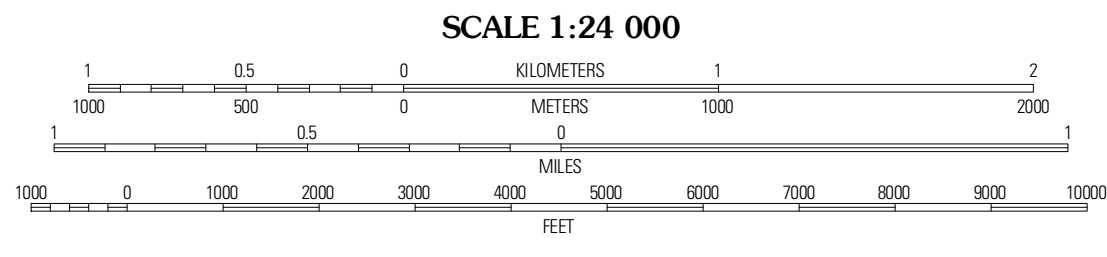 SCALE 1:24 000
1 0.5 0 KILOMETERS 1 2
1000 500 0 METERS 1000 2000
1 0.5 0 1
MILES
1000 0 1000 2000 3000 4000 5000 6000 7000 8000 9000 10000
FEET